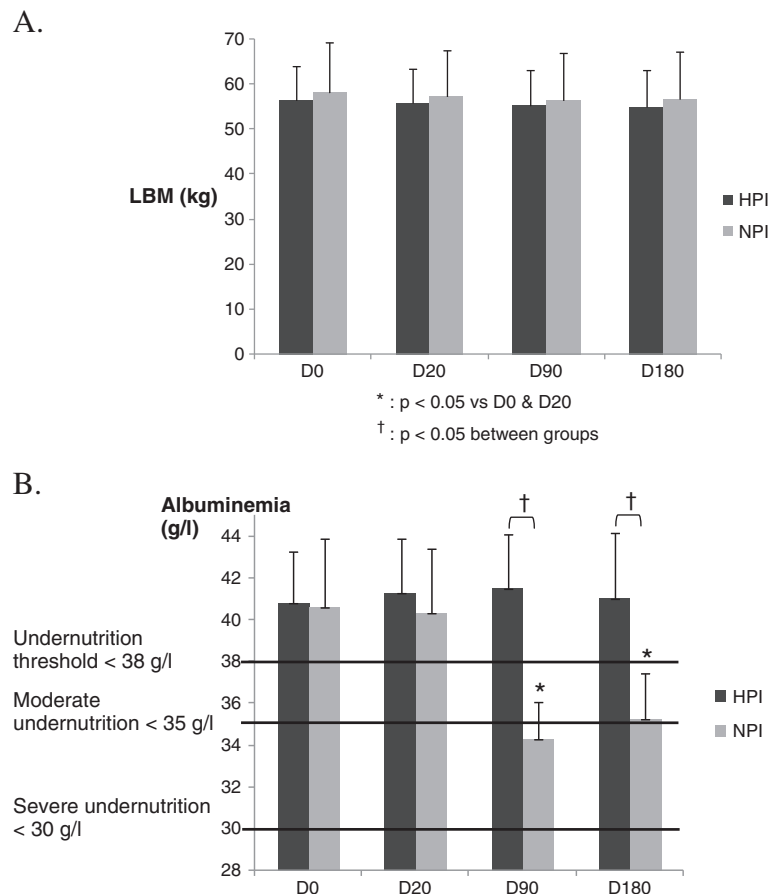 A.
70
60
50
40
30
20
10
0
LBM (kg)
D0 D20 D90 D180
HPI
NPI
* : p < 0.05 vs D0 & D20
† : p < 0.05 between groups
B.
Albuminemia
(g/l)
44
42
40
38
36
34
32
30
28
† †
* *
Undernutrition
threshold < 38 g/l
Moderate
undernutrition < 35 g/l
Severe undernutrition
< 30 g/l
HPI
NPI
D0 D20 D90 D180